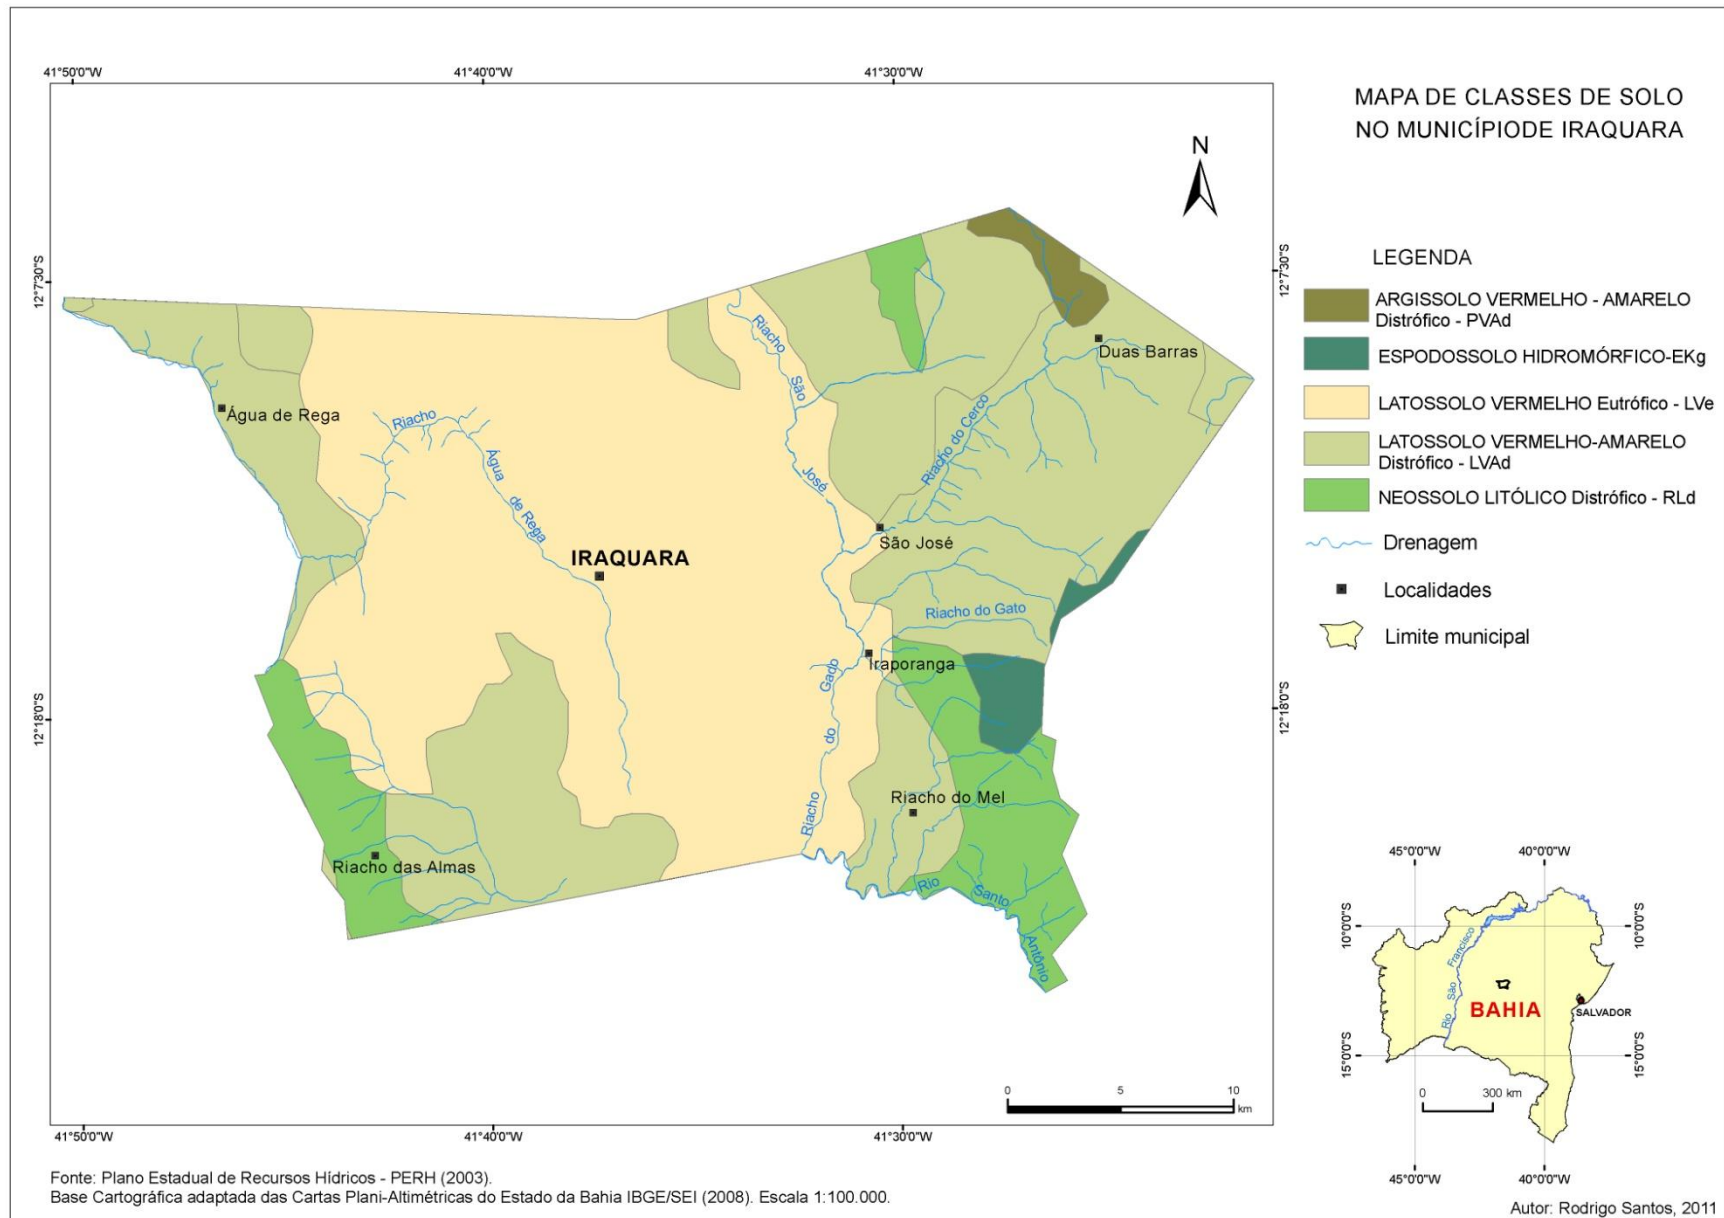 MAPA DE CLASSES DE SOLO
NO MUNICÍPIODE IRAQUARA
41°50'0"W
41°40'0"W
41°30'0"W
N
12°7'30"S
12°7'30"S
12°18'0"S
12°18'0"S
Água de Rega
Riacho
Água
de Rega
IRAQUARA
Riacho
São
José
Duas Barras
Riacho do Cerco
São José
Riacho do Gato
Iraporanga
Riacho
do
Gado
Riacho do Mel
Riacho das Almas
Rio
Santo
Antônio
0
5
10
km
41°50'0"W
41°40'0"W
41°30'0"W
LEGENDA
ARGISSOLO VERMELHO - AMARELO
Distrófico - PVAd
ESPODOSSOLO HIDROMÓRFICO-EKg
LATOSSOLO VERMELHO Eutrófico - LVe
LATOSSOLO VERMELHO-AMARELO
Distrófico - LVAd
NEOSSOLO LITÓLICO Distrófico - RLd
Drenagem
Localidades
Limite municipal
45°0'0"W
40°0'0"W
10°0'0"S
10°0'0"S
Rio São Francisco
BAHIA
SALVADOR
15°0'0"S
15°0'0"S
0
300 km
45°0'0"W
40°0'0"W
Fonte: Plano Estadual de Recursos Hídricos - PERH (2003).
Base Cartográfica adaptada das Cartas Plani-Altimétricas do Estado da Bahia IBGE/SEI (2008). Escala 1:100.000.
Autor: Rodrigo Santos, 2011